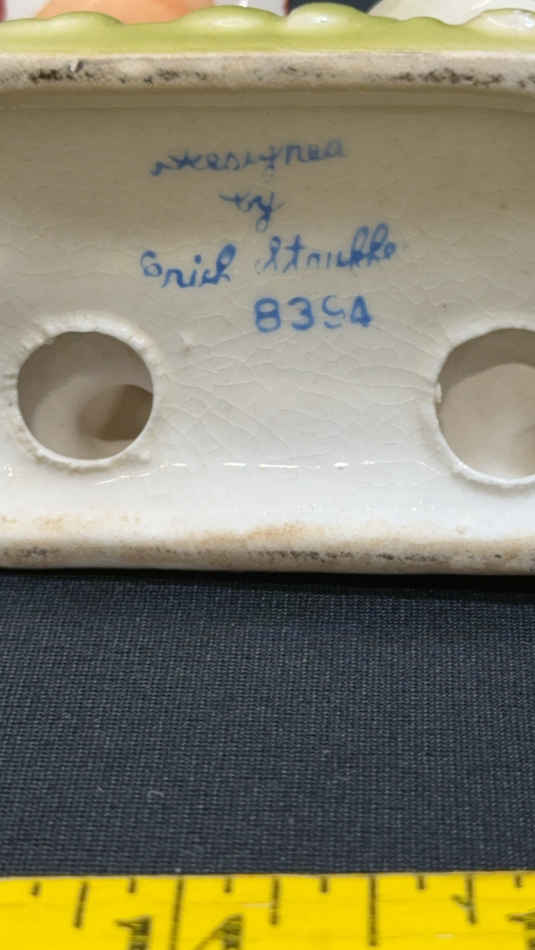 Designed
by
Erich Stauffer
8394